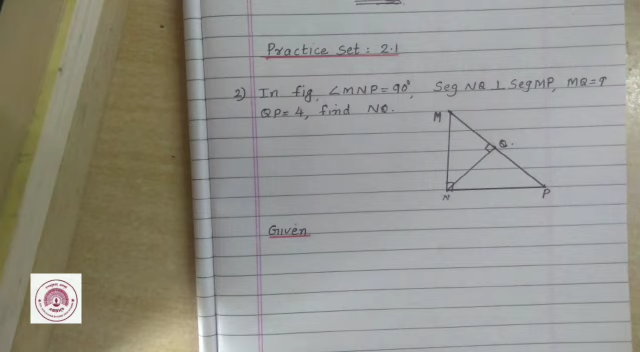 Practice Set : 2.1
3) In fig, ∠MNP=90°, Seg NQ ⊥ Seg MP, MQ=9
QP= 4, find NQ.
M
Q.
N
P
Given